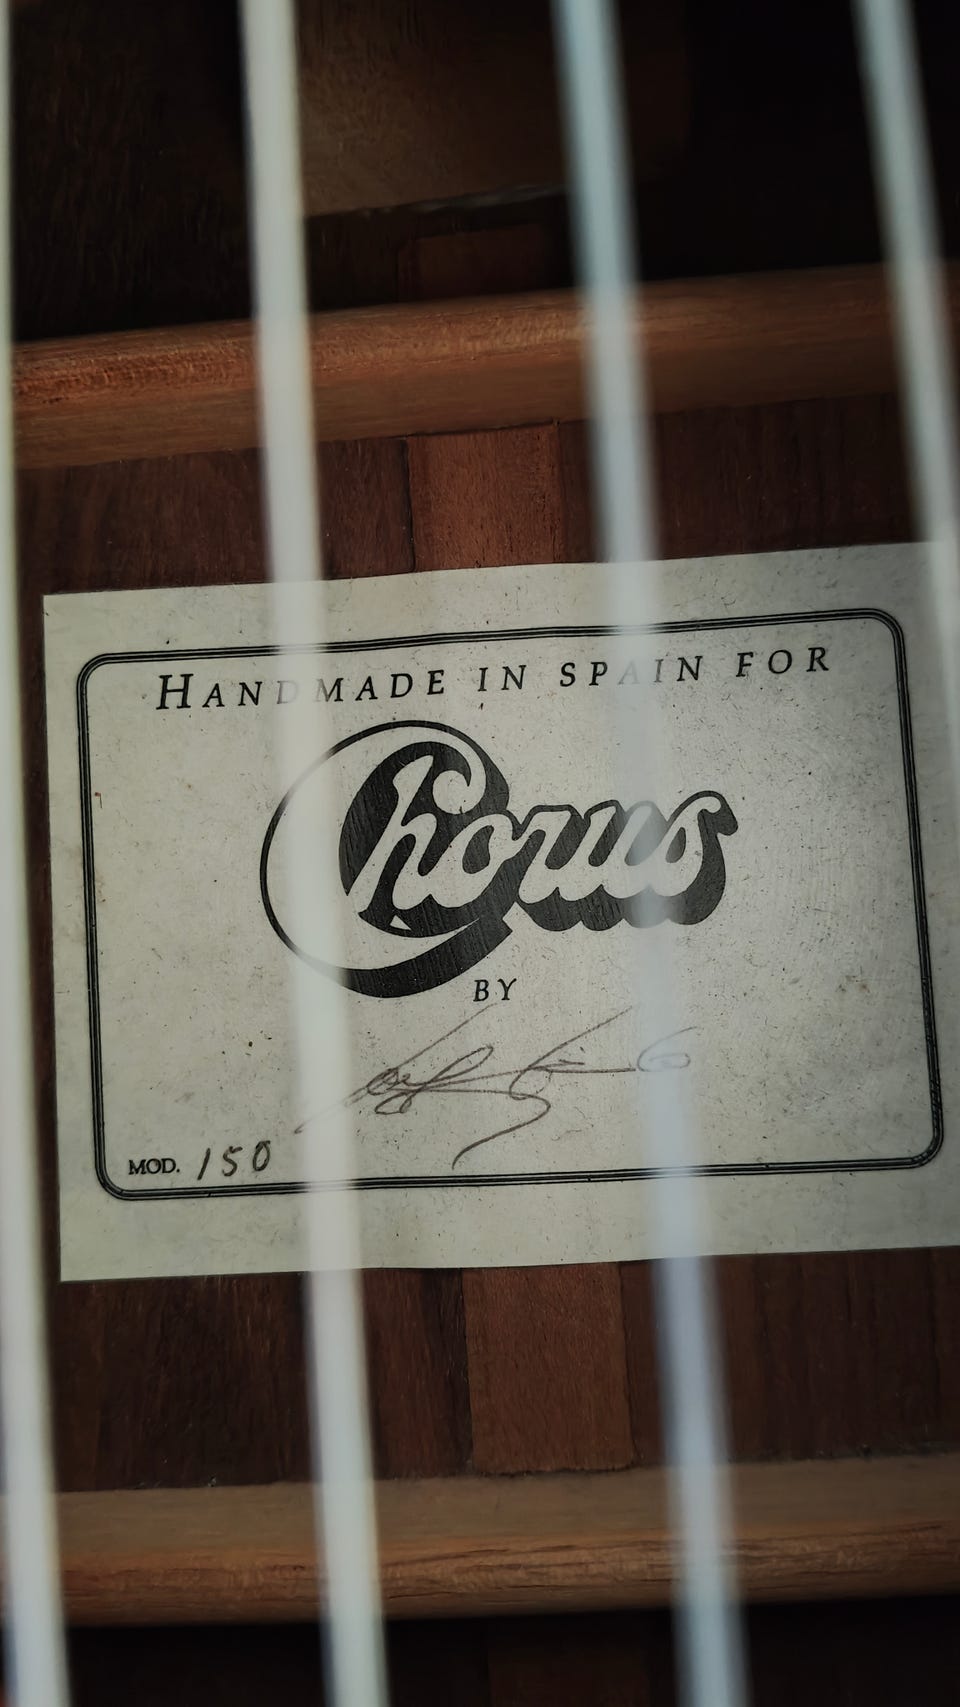 HANDMADE IN SPAIN FOR
Chorus
BY
MOD. 150